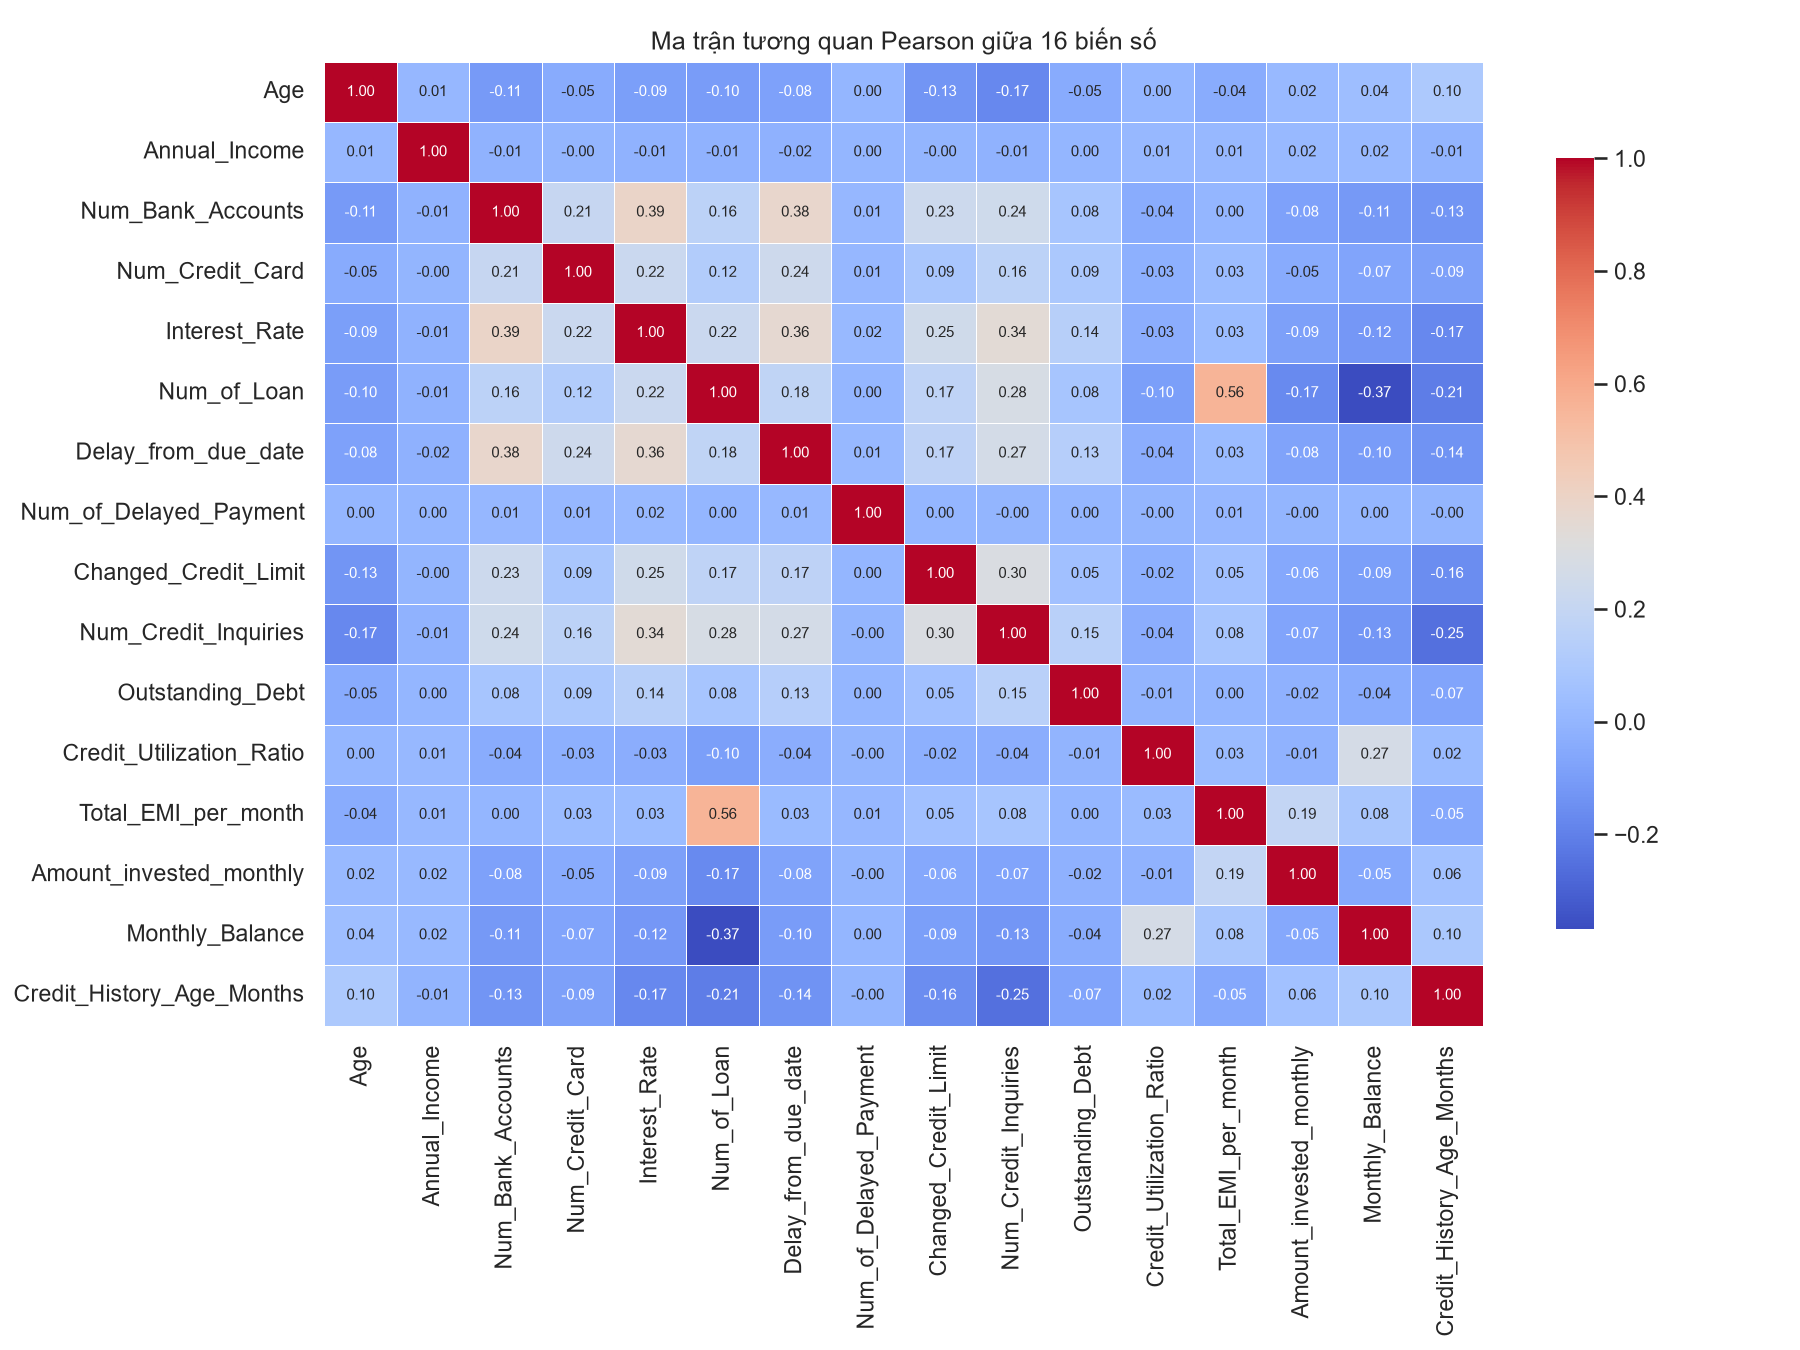 Ma trận tương quan Pearson giữa 16 biến số
Age 1.00 0.01 -0.11 -0.05 -0.09 -0.10 -0.08 0.00 -0.13 -0.17 -0.05 0.00 -0.04 0.02 0.04 0.10
Annual_Income 0.01 1.00 -0.01 -0.00 -0.01 -0.01 -0.02 0.00 -0.00 -0.01 0.00 0.01 0.01 0.02 0.02 -0.01
Num_Bank_Accounts -0.11 -0.01 1.00 0.21 0.39 0.16 0.38 0.01 0.23 0.24 0.08 -0.04 0.00 -0.08 -0.11 -0.13
Num_Credit_Card -0.05 -0.00 0.21 1.00 0.22 0.12 0.24 0.01 0.09 0.16 0.09 -0.03 0.03 -0.05 -0.07 -0.09
Interest_Rate -0.09 -0.01 0.39 0.22 1.00 0.22 0.36 0.02 0.25 0.34 0.14 -0.03 0.03 -0.09 -0.12 -0.17
Num_of_Loan -0.10 -0.01 0.16 0.12 0.22 1.00 0.18 0.00 0.17 0.28 0.08 -0.10 0.56 -0.17 -0.37 -0.21
Delay_from_due_date -0.08 -0.02 0.38 0.24 0.36 0.18 1.00 0.01 0.17 0.27 0.13 -0.04 0.03 -0.08 -0.10 -0.14
Num_of_Delayed_Payment 0.00 0.00 0.01 0.01 0.02 0.00 0.01 1.00 0.00 -0.00 0.00 -0.00 0.01 -0.00 0.00 -0.00
Changed_Credit_Limit -0.13 -0.00 0.23 0.09 0.25 0.17 0.17 0.00 1.00 0.30 0.05 -0.02 0.05 -0.06 -0.09 -0.16
Num_Credit_Inquiries -0.17 -0.01 0.24 0.16 0.34 0.28 0.27 -0.00 0.30 1.00 0.15 -0.04 0.08 -0.07 -0.13 -0.25
Outstanding_Debt -0.05 0.00 0.08 0.09 0.14 0.08 0.13 0.00 0.05 0.15 1.00 -0.01 0.00 -0.02 -0.04 -0.07
Credit_Utilization_Ratio 0.00 0.01 -0.04 -0.03 -0.03 -0.10 -0.04 -0.00 -0.02 -0.04 -0.01 1.00 0.03 -0.01 0.27 0.02
Total_EMI_per_month -0.04 0.01 0.00 0.03 0.03 0.56 0.03 0.01 0.05 0.08 0.00 0.03 1.00 0.19 0.08 -0.05
Amount_invested_monthly 0.02 0.02 -0.08 -0.05 -0.09 -0.17 -0.08 -0.00 -0.06 -0.07 -0.02 -0.01 0.19 1.00 -0.05 0.06
Monthly_Balance 0.04 0.02 -0.11 -0.07 -0.12 -0.37 -0.10 0.00 -0.09 -0.13 -0.04 0.27 0.08 -0.05 1.00 0.10
Credit_History_Age_Months 0.10 -0.01 -0.13 -0.09 -0.17 -0.21 -0.14 -0.00 -0.16 -0.25 -0.07 0.02 -0.05 0.06 0.10 1.00
Age
Annual_Income
Num_Bank_Accounts
Num_Credit_Card
Interest_Rate
Num_of_Loan
Delay_from_due_date
Num_of_Delayed_Payment
Changed_Credit_Limit
Num_Credit_Inquiries
Outstanding_Debt
Credit_Utilization_Ratio
Total_EMI_per_month
Amount_invested_monthly
Monthly_Balance
Credit_History_Age_Months
1.0
0.8
0.6
0.4
0.2
0.0
−0.2